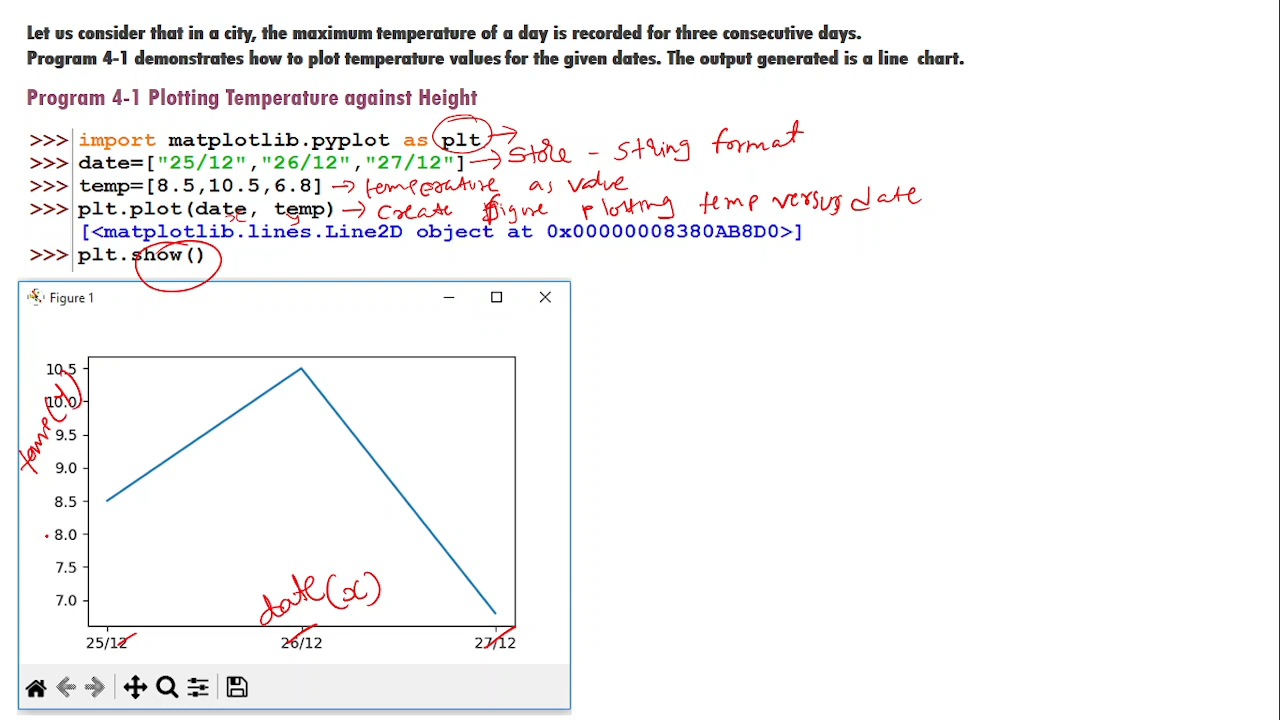 Let us consider that in a city, the maximum temperature of a day is recorded for three consecutive days.
Program 4-1 demonstrates how to plot temperature values for the given dates. The output generated is a line chart.
Program 4-1 Plotting Temperature against Height
>>> import matplotlib.pyplot as plt →
>>> date=["25/12","26/12","27/12"] → Store - string format
>>> temp=[8.5,10.5,6.8] → temperature as value
>>> plt.plot(date, temp) → create figure plotting temp versus date
x y
[<matplotlib.lines.Line2D object at 0x00000008380AB8D0>]
>>> plt.show()
Figure 1
10.5
10.0
9.5
9.0
8.5
8.0
7.5
7.0
(y)
date(x)
25/12 26/12 27/12